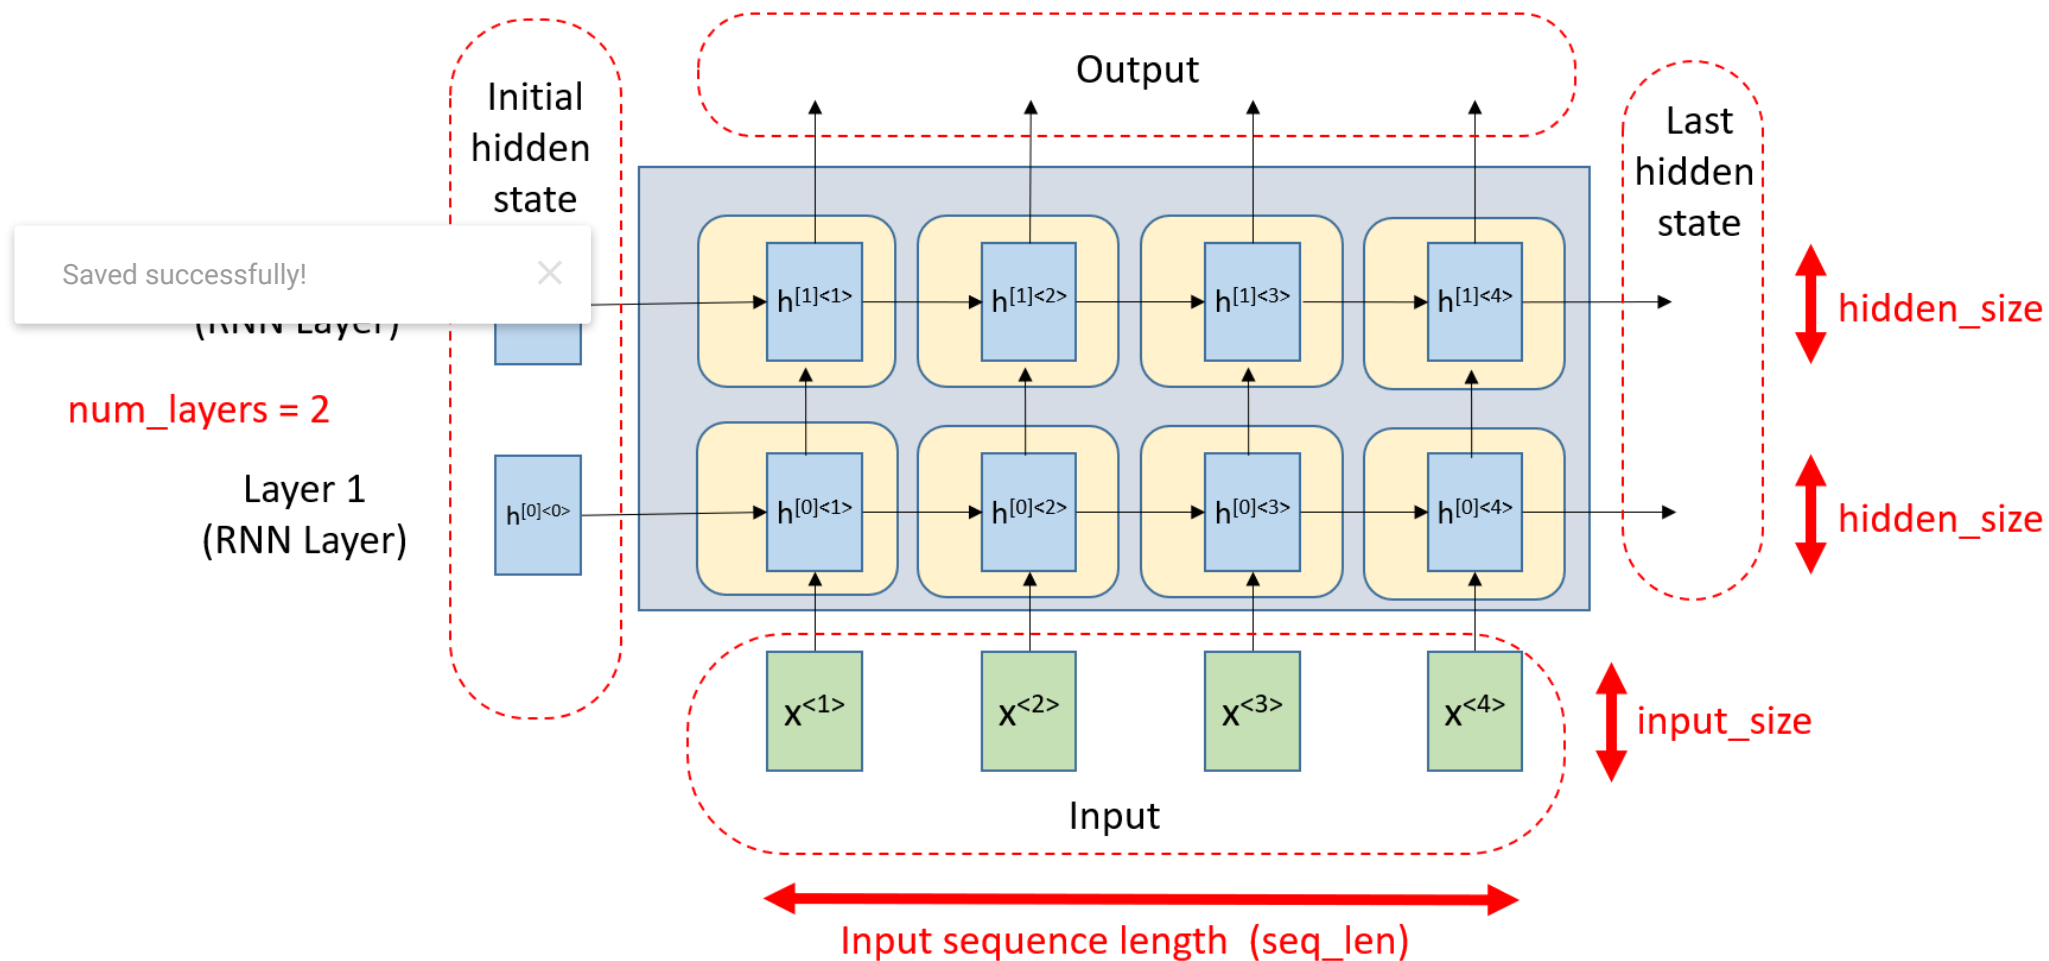 Output
Initial
hidden
state
Last
hidden
state
Saved successfully!
(RNN Layer)
h[1]<1>
h[1]<2>
h[1]<3>
h[1]<4>
hidden_size
num_layers = 2
Layer 1
(RNN Layer)
h[0]<0>
h[0]<1>
h[0]<2>
h[0]<3>
h[0]<4>
hidden_size
x<1>
x<2>
x<3>
x<4>
input_size
Input
Input sequence length (seq_len)